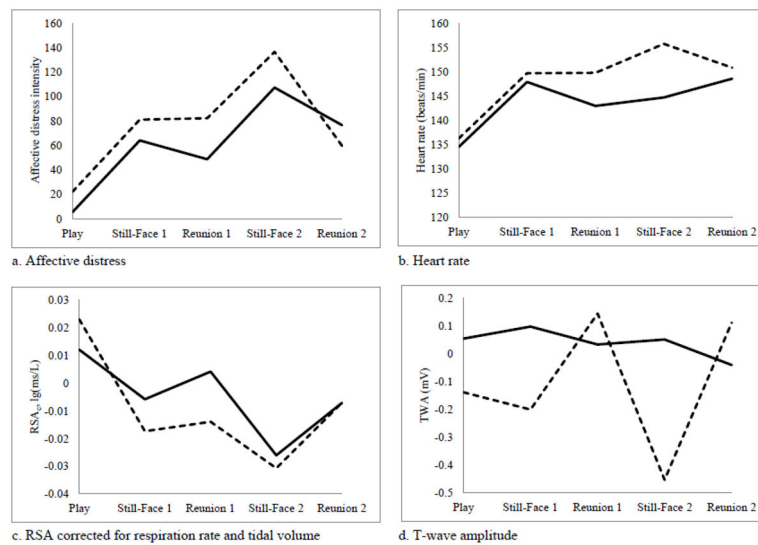 160
140
120
100
80
60
40
20
0
Affective distress intensity
Play Still-Face 1 Reunion 1 Still-Face 2 Reunion 2
a. Affective distress
160
155
150
145
140
135
130
125
120
Heart rate (beats/min)
Play Still-Face 1 Reunion 1 Still-Face 2 Reunion 2
b. Heart rate
0.03
0.02
0.01
0
-0.01
-0.02
-0.03
-0.04
RSAc, lg(ms/L)
Play Still-Face 1 Reunion 1 Still-Face 2 Reunion 2
c. RSA corrected for respiration rate and tidal volume
0.2
0.1
0
-0.1
-0.2
-0.3
-0.4
-0.5
TWA (mV)
Play Still-Face 1 Reunion 1 Still-Face 2 Reunion 2
d. T-wave amplitude